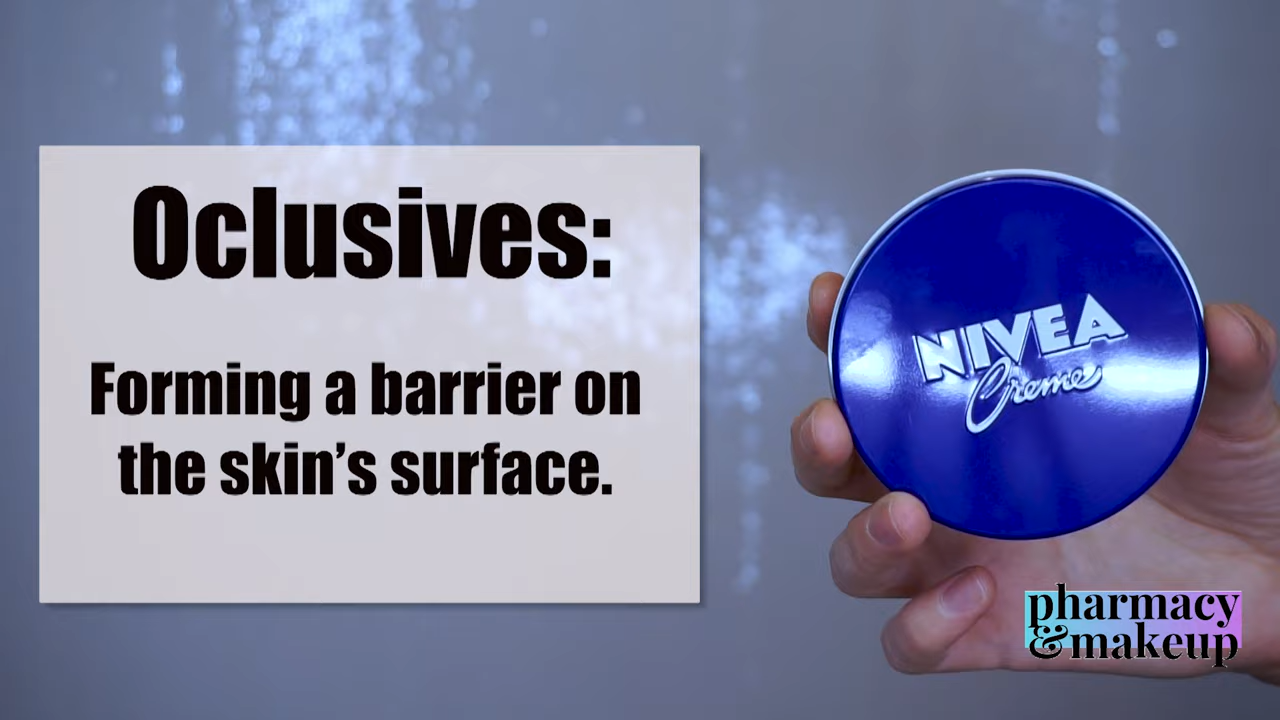 Oclusives:
Forming a barrier on
the skin’s surface.
NIVEA
Creme
pharmacy
&makeup